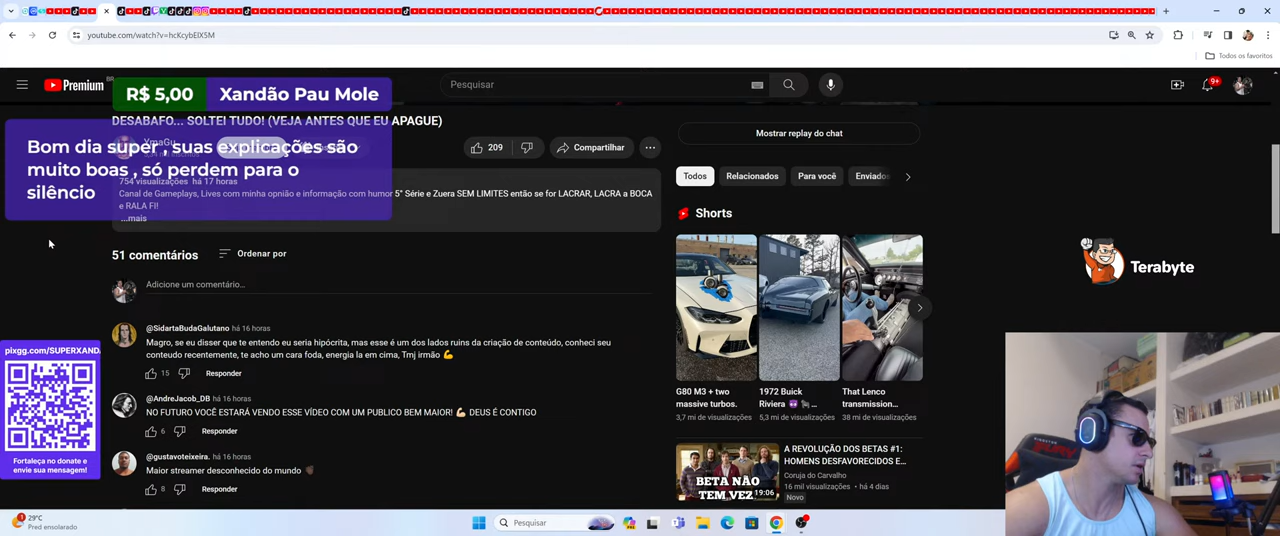 youtube.com/watch?v=hcKcybElX5M
Todos os favoritos
Premium
BR
Pesquisar
9+
R$ 5,00 Xandão Pau Mole
Bom dia super , suas explicações são
muito boas , só perdem para o
silêncio
DESABAFO... SOLTEI TUDO! (VEJA ANTES QUE EU APAGUE)
YmaGu
209
Compartilhar
754 visualizações há 17 horas
Canal de Gameplays, Lives com minha opnião e informação com humor 5° Série e Zuera SEM LIMITES então se for LACRAR, LACRA a BOCA
e RALA FI!
...mais
51 comentários
Ordenar por
Adicione um comentário...
@SidartaBudaGalutano há 16 horas
Magro, se eu disser que te entendo eu seria hipócrita, mas esse é um dos lados ruins da criação de conteúdo, conheci seu
conteudo recentemente, te acho um cara foda, energia la em cima, Tmj irmão 💪
15
Responder
@AndreJacob_DB há 16 horas
NO FUTURO VOCÊ ESTARÁ VENDO ESSE VÍDEO COM UM PUBLICO BEM MAIOR! 💪 DEUS É CONTIGO
6
Responder
@gustavoteixeira. há 16 horas
Maior streamer desconhecido do mundo
8
Responder
Mostrar replay do chat
Todos
Relacionados
Para você
Enviados
Shorts
G80 M3 + two
massive turbos.
3,7 mi de visualizações
1972 Buick
Riviera 😈 ...
5,3 mi de visualizações
That Lenco
transmission...
38 mi de visualizações
BETA NÃO
TEM VEZ
19:06
A REVOLUÇÃO DOS BETAS #1:
HOMENS DESFAVORECIDOS E...
Coruja do Carvalho
16 mil visualizações • há 4 dias
Novo
Terabyte
pixgg.com/SUPERXANDA
Fortaleça no donate e
envie sua mensagem!
1
29°C
Pred ensolarado
Pesquisar